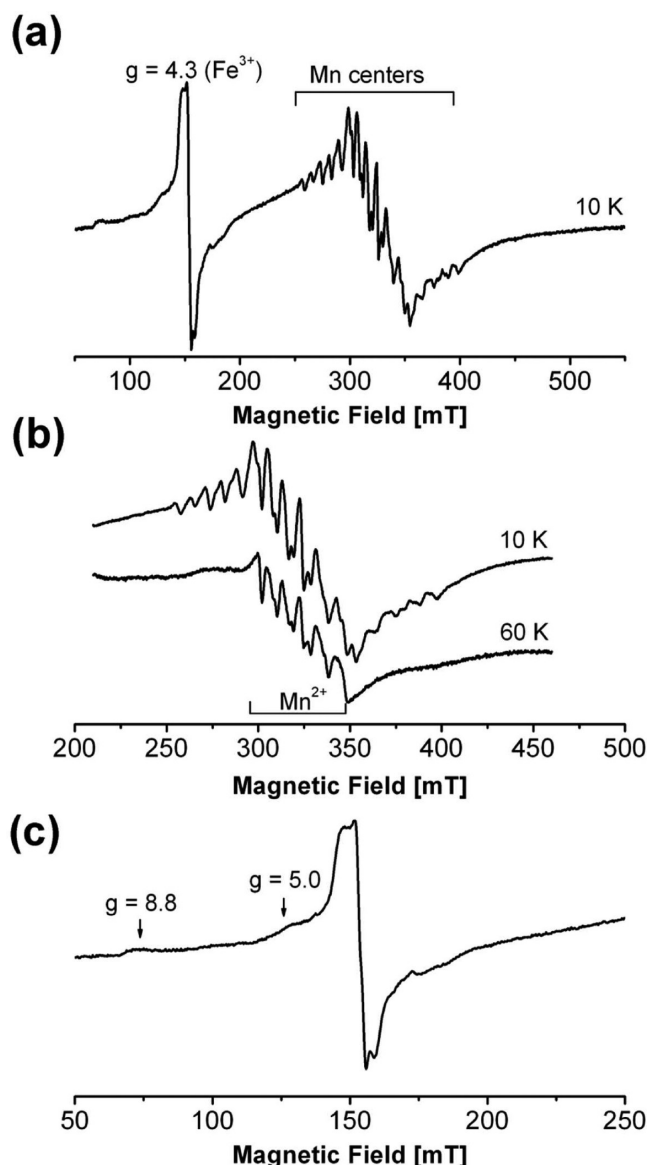 (a)
g = 4.3 (Fe³⁺)
Mn centers
10 K
100 200 300 400 500
Magnetic Field [mT]
(b)
10 K
60 K
Mn²⁺
200 250 300 350 400 450 500
Magnetic Field [mT]
(c)
g = 8.8
g = 5.0
50 100 150 200 250
Magnetic Field [mT]